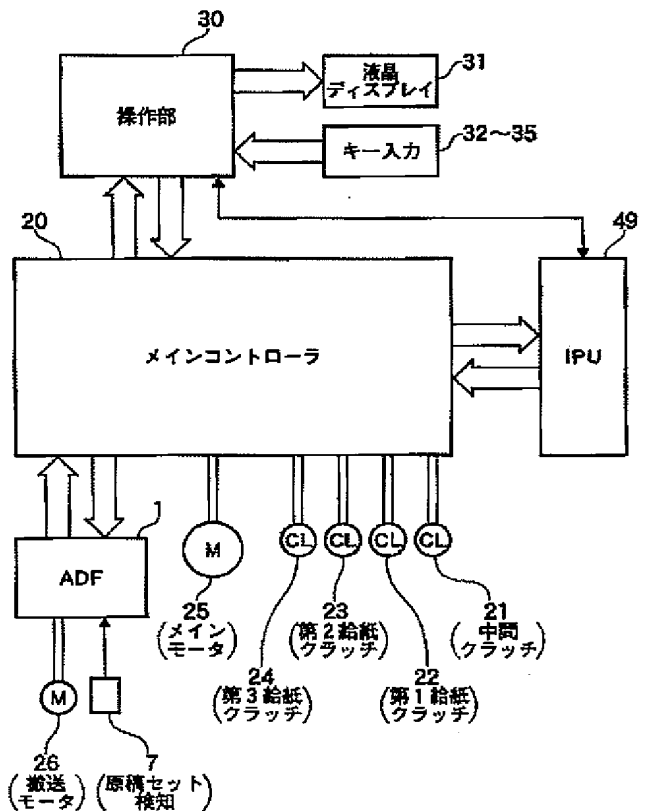 30
操作部
液晶
ディスプレイ
31
キー入力
32〜35
20
メインコントローラ
49
IPU
1
ADF
M
CL
CL
CL
CL
25
(メイン
モータ)
23
(第2給紙
クラッチ)
21
(中間
クラッチ)
24
(第3給紙
クラッチ)
22
(第1給紙
クラッチ)
M
26
(搬送
モータ)
7
(原稿セット
検知)